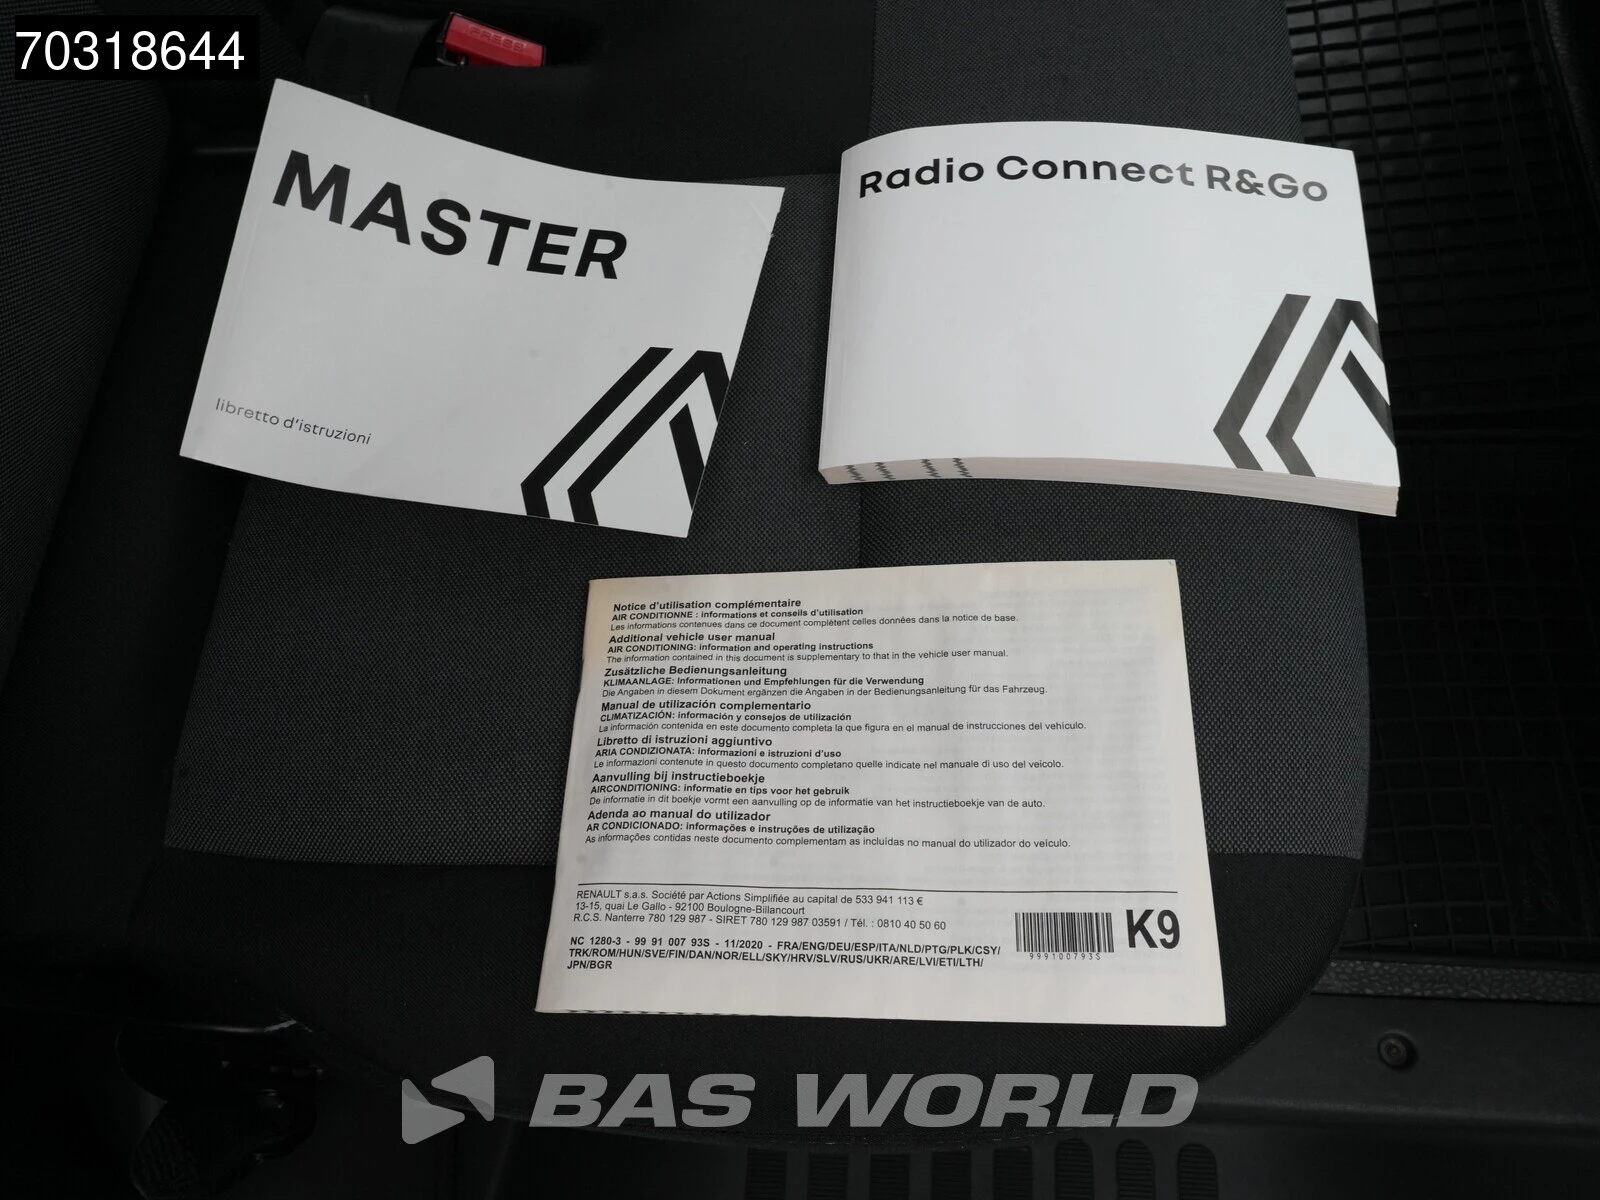 70318644
PRESS
MASTER
libretto d'istruzioni
Radio Connect R&Go
Notice d'utilisation complémentaire
AIR CONDITIONNE : informations et conseils d'utilisation
Les informations contenues dans ce document complètent celles données dans la notice de base.
Additional vehicle user manual
AIR CONDITIONING: information and operating instructions
The information contained in this document is supplementary to that in the vehicle user manual.
Zusätzliche Bedienungsanleitung
KLIMAANLAGE: Informationen und Empfehlungen für die Verwendung
Die Angaben in diesem Dokument ergänzen die Angaben in der Bedienungsanleitung für das Fahrzeug.
Manual de utilización complementario
CLIMATIZACIÓN: información y consejos de utilización
La información contenida en este documento completa la que figura en el manual de instrucciones del vehículo.
Libretto di istruzioni aggiuntivo
ARIA CONDIZIONATA: informazioni e istruzioni d'uso
Le informazioni contenute in questo documento completano quelle indicate nel manuale di uso del veicolo.
Aanvulling bij instructieboekje
AIRCONDITIONING: informatie en tips voor het gebruik
De informatie in dit boekje vormt een aanvulling op de informatie van het instructieboekje van de auto.
Adenda ao manual do utilizador
AR CONDICIONADO: informações e instruções de utilização
As informações contidas neste documento complementam as incluídas no manual do utilizador do veículo.
RENAULT s.a.s. Société par Actions Simplifiée au capital de 533 941 113 €
13-15, quai Le Gallo - 92100 Boulogne-Billancourt
R.C.S. Nanterre 780 129 987 - SIRET 780 129 987 03591 / Tél. : 0810 40 50 60
NC 1280-3 - 99 91 007 93S - 11/2020 - FRA/ENG/DEU/ESP/ITA/NLD/PTG/PLK/CSY/
TRK/ROM/HUN/SVE/FIN/DAN/NOR/ELL/SKY/HRV/SLV/RUS/UKR/ARE/LVI/ETI/LTH/
JPN/BGR
999100793S
K9
BAS WORLD